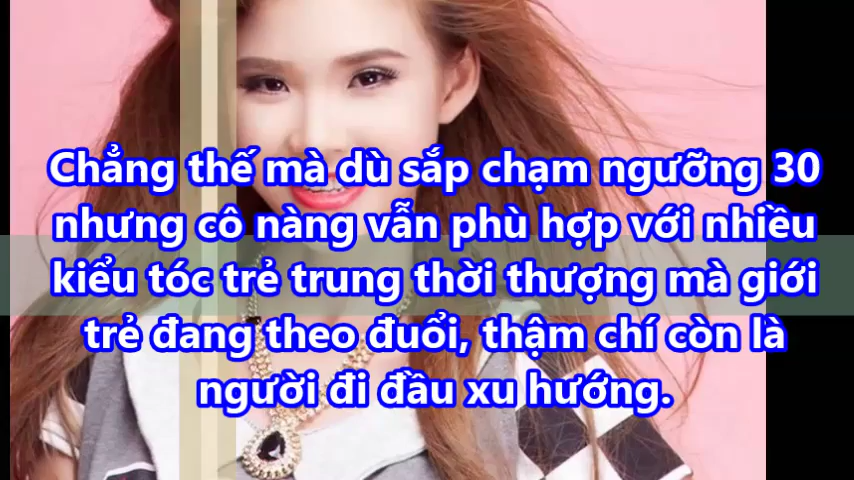 Chẳng thế mà dù sắp chạm ngưỡng 30
nhưng cô nàng vẫn phù hợp với nhiều
kiểu tóc trẻ trung thời thượng mà giới
trẻ đang theo đuổi, thậm chí còn là
người đi đầu xu hướng.